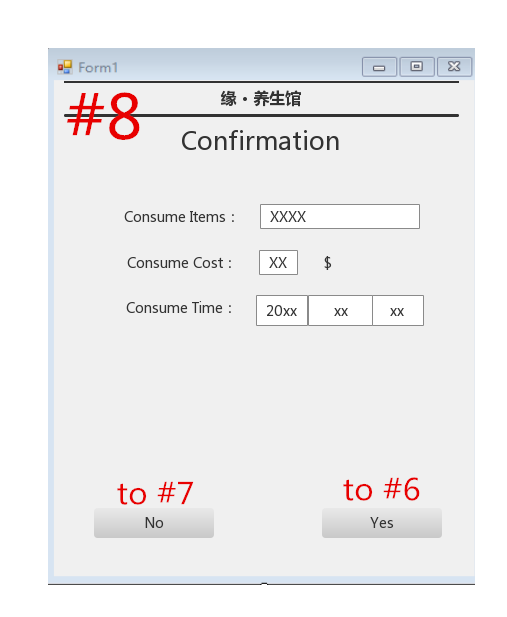 Form1
缘·养生馆
#8
Confirmation
Consume Items： XXXX
Consume Cost： XX $
Consume Time： 20xx xx xx
to #7 to #6
No Yes